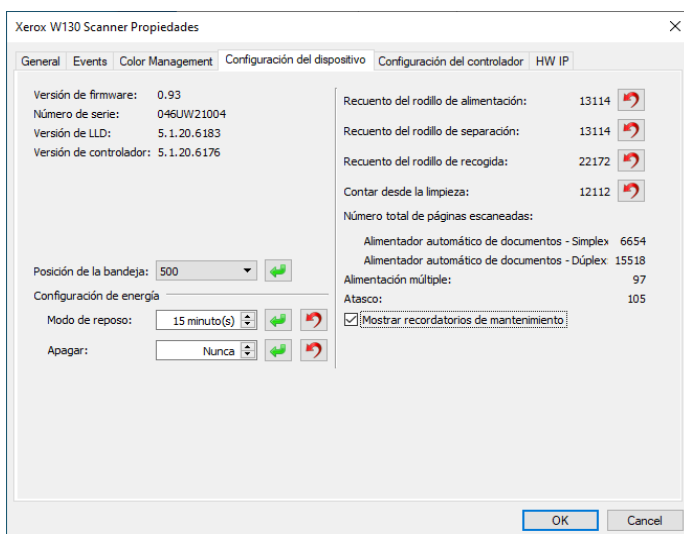 Xerox W130 Scanner Propiedades
General Events Color Management Configuración del dispositivo Configuración del controlador HW IP
Versión de firmware: 0.93
Número de serie: 046UW21004
Versión de LLD: 5.1.20.6183
Versión de controlador: 5.1.20.6176
Posición de la bandeja: 500
Configuración de energía
Modo de reposo: 15 minuto(s)
Apagar: Nunca
Recuento del rodillo de alimentación: 13114
Recuento del rodillo de separación: 13114
Recuento del rodillo de recogida: 22172
Contar desde la limpieza: 12112
Número total de páginas escaneadas:
Alimentador automático de documentos - Simplex 6654
Alimentador automático de documentos - Dúplex: 15518
Alimentación múltiple: 97
Atasco: 105
Mostrar recordatorios de mantenimiento
OK Cancel